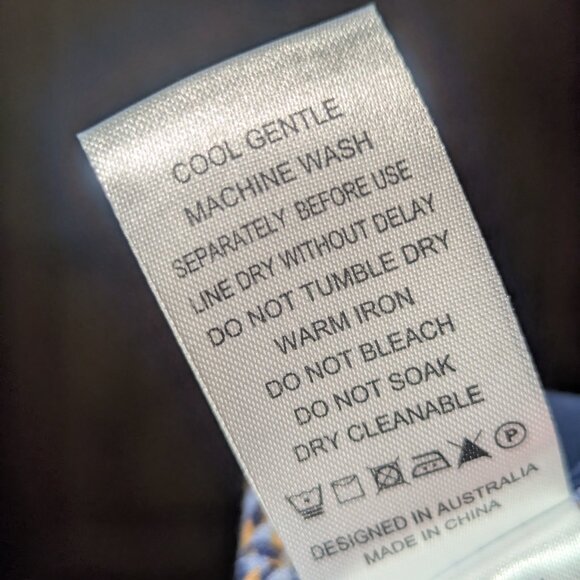 COOL GENTLE
MACHINE WASH
SEPARATELY BEFORE USE
LINE DRY WITHOUT DELAY
DO NOT TUMBLE DRY
WARM IRON
DO NOT BLEACH
DO NOT SOAK
DRY CLEANABLE
P
DESIGNED IN AUSTRALIA
MADE IN CHINA